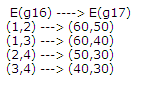 E(g16) ----> E(g17)
(1,2) ---> (60,50)
(1,3) ---> (60,40)
(2,4) ---> (50,30)
(3,4) ---> (40,30)